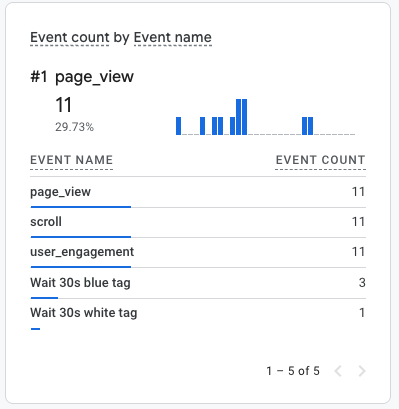 Event count by Event name
#1 page_view
11
29.73%
EVENT NAME EVENT COUNT
page_view 11
scroll 11
user_engagement 11
Wait 30s blue tag 3
Wait 30s white tag 1
1 – 5 of 5